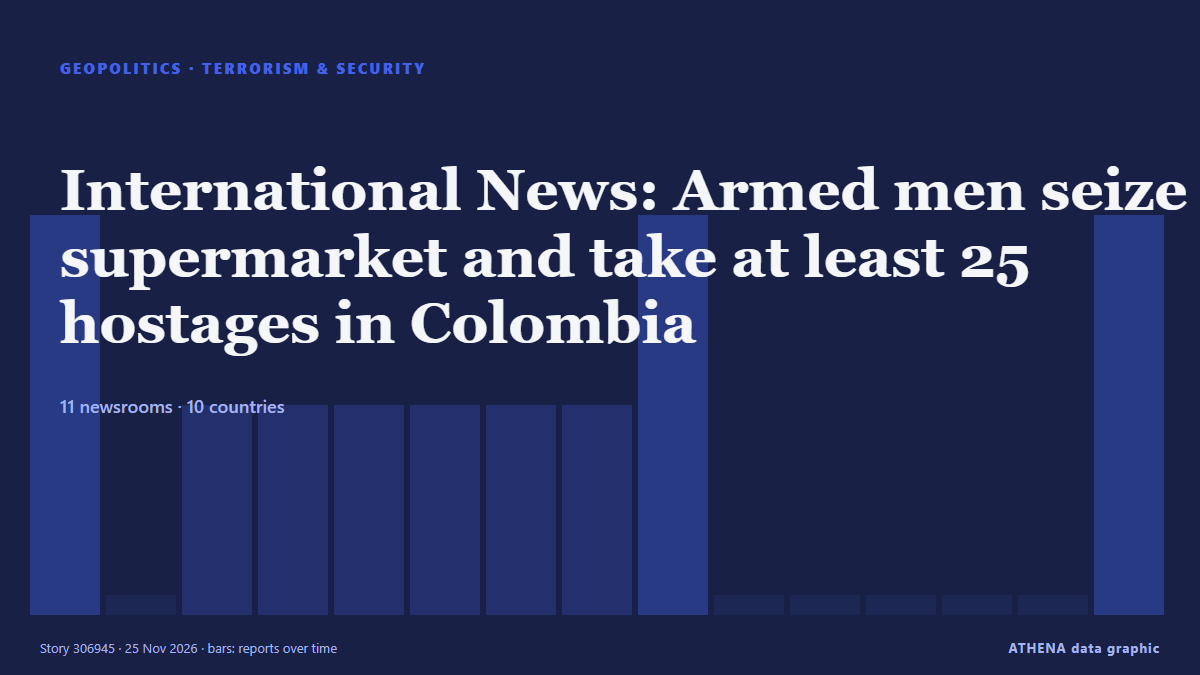 GEOPOLITICS · TERRORISM & SECURITY
International News: Armed men seize
supermarket and take at least 25
hostages in Colombia
11 newsrooms · 10 countries
Story 306945 · 25 Nov 2026 · bars: reports over time
ATHENA data graphic